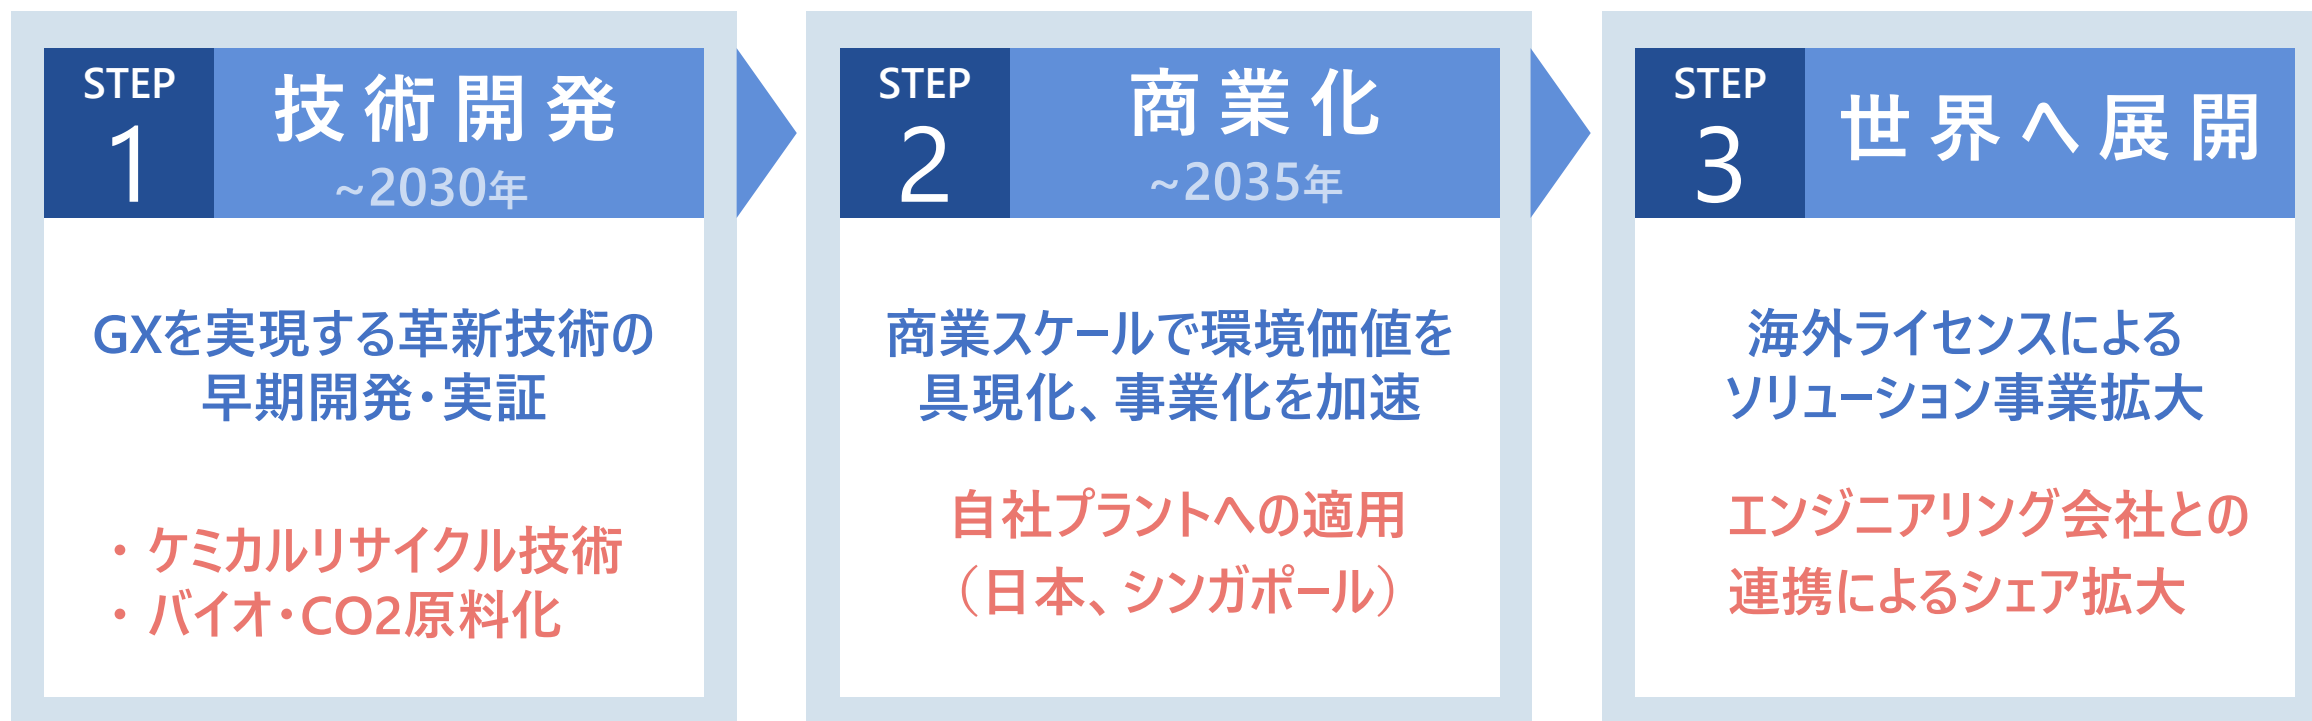 STEP
1
技術開発
~2030年
GXを実現する革新技術の
早期開発・実証
・ケミカルリサイクル技術
・バイオ・CO2原料化
STEP
2
商業化
~2035年
商業スケールで環境価値を
具現化、事業化を加速
自社プラントへの適用
（日本、シンガポール）
STEP
3
世界へ展開
海外ライセンスによる
ソリューション事業拡大
エンジニアリング会社との
連携によるシェア拡大